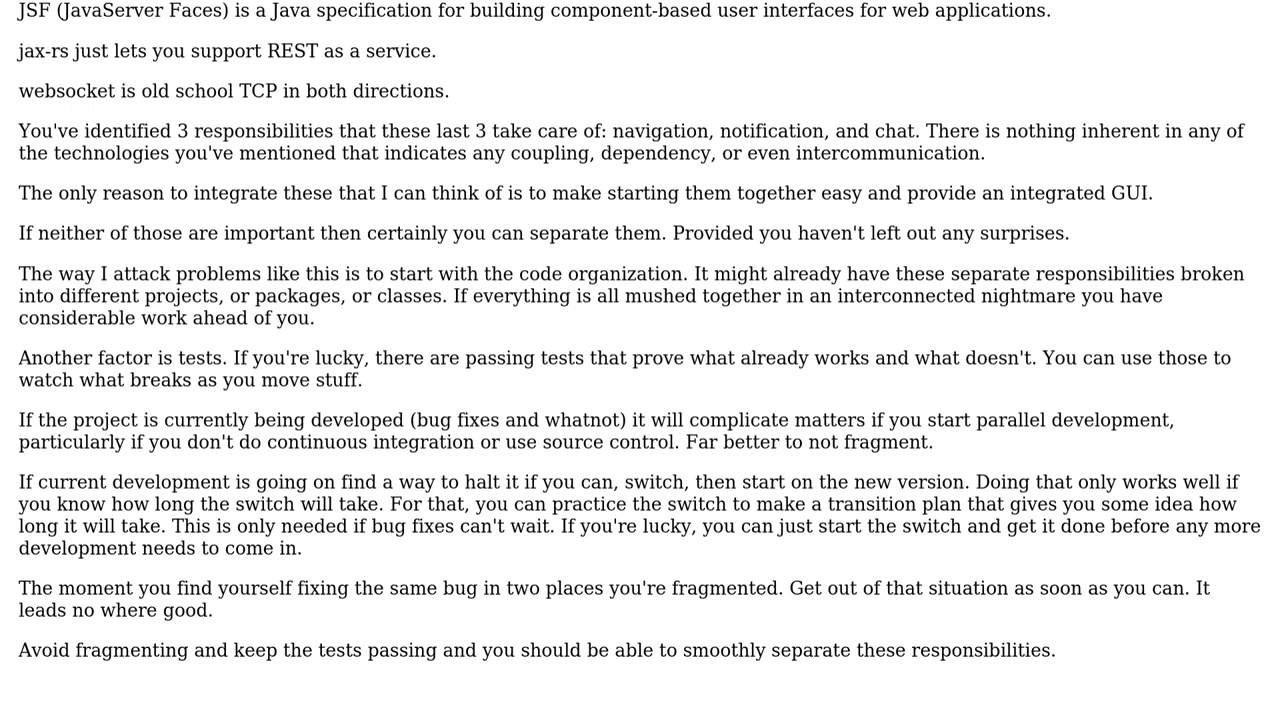 JSF (JavaServer Faces) is a Java specification for building component-based user interfaces for web applications.
jax-rs just lets you support REST as a service.
websocket is old school TCP in both directions.
You've identified 3 responsibilities that these last 3 take care of: navigation, notification, and chat. There is nothing inherent in any of
the technologies you've mentioned that indicates any coupling, dependency, or even intercommunication.
The only reason to integrate these that I can think of is to make starting them together easy and provide an integrated GUI.
If neither of those are important then certainly you can separate them. Provided you haven't left out any surprises.
The way I attack problems like this is to start with the code organization. It might already have these separate responsibilities broken
into different projects, or packages, or classes. If everything is all mushed together in an interconnected nightmare you have
considerable work ahead of you.
Another factor is tests. If you're lucky, there are passing tests that prove what already works and what doesn't. You can use those to
watch what breaks as you move stuff.
If the project is currently being developed (bug fixes and whatnot) it will complicate matters if you start parallel development,
particularly if you don't do continuous integration or use source control. Far better to not fragment.
If current development is going on find a way to halt it if you can, switch, then start on the new version. Doing that only works well if
you know how long the switch will take. For that, you can practice the switch to make a transition plan that gives you some idea how
long it will take. This is only needed if bug fixes can't wait. If you're lucky, you can just start the switch and get it done before any more
development needs to come in.
The moment you find yourself fixing the same bug in two places you're fragmented. Get out of that situation as soon as you can. It
leads no where good.
Avoid fragmenting and keep the tests passing and you should be able to smoothly separate these responsibilities.